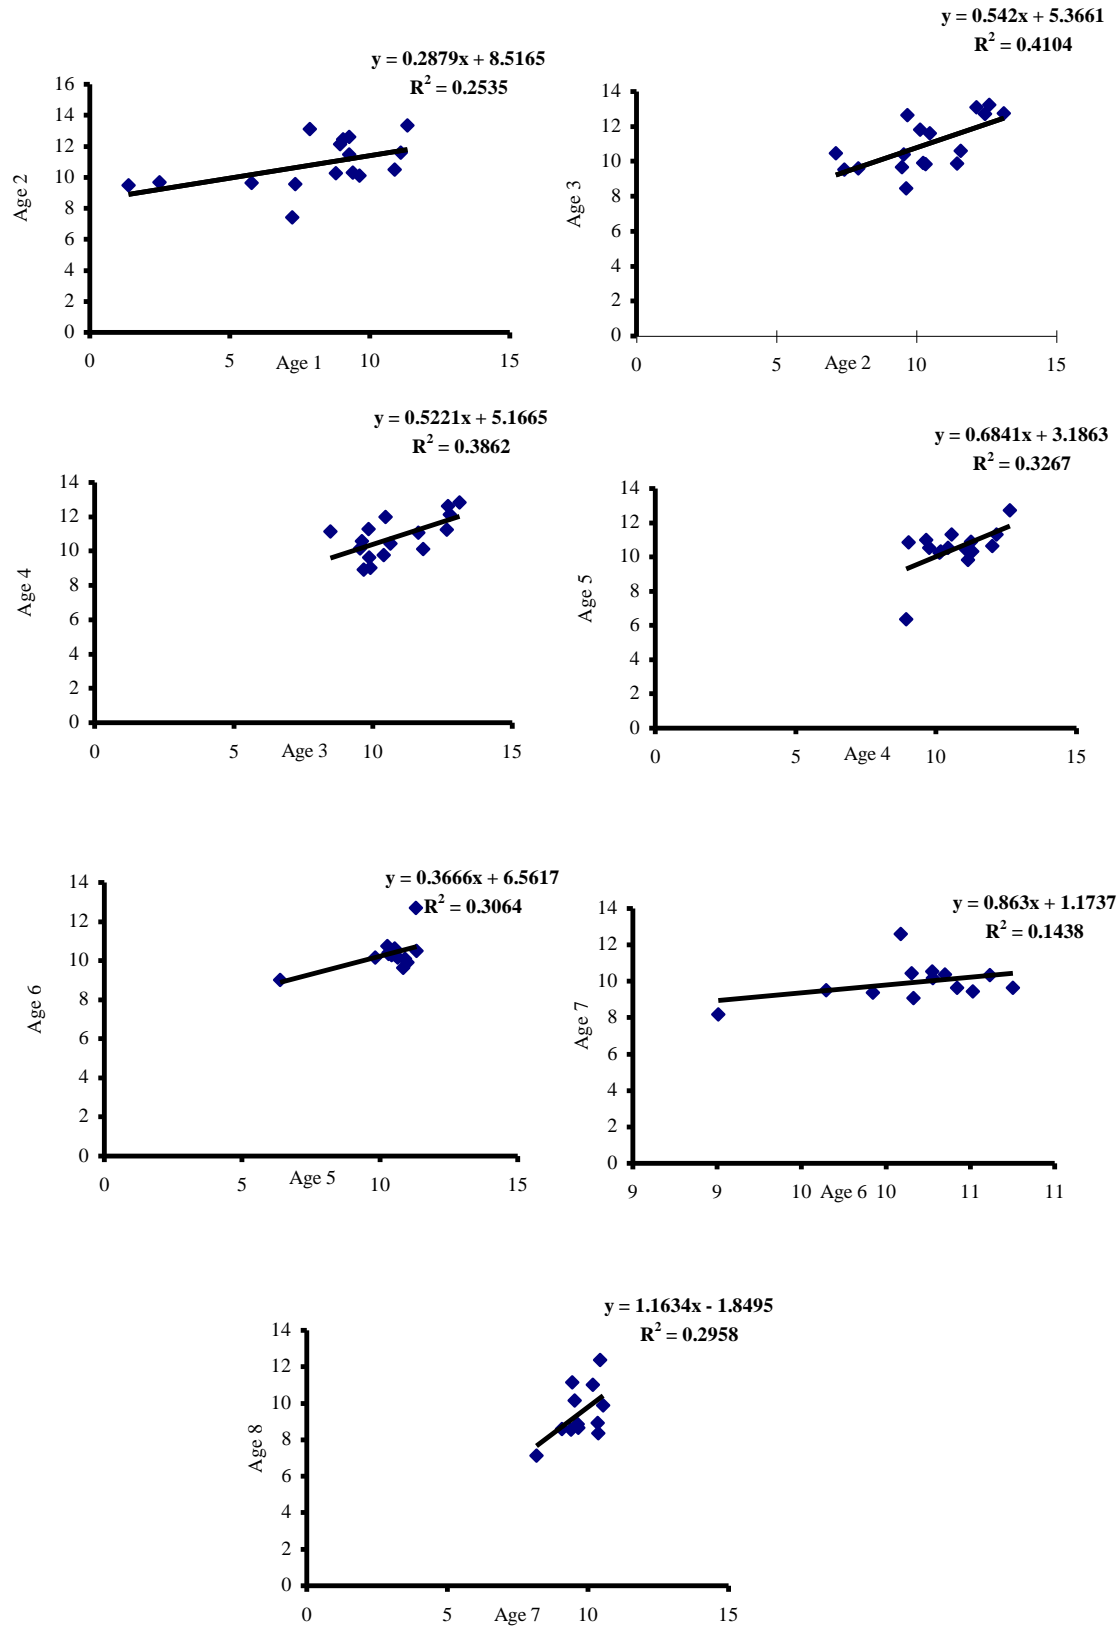 y = 0.2879x + 8.5165
R² = 0.2535
16
14
12
10
8
6
4
2
0
Age 2
0 5 Age 1 10 15
y = 0.542x + 5.3661
R² = 0.4104
14
12
10
8
6
4
2
0
Age 3
0 5 Age 2 10 15
y = 0.5221x + 5.1665
R² = 0.3862
14
12
10
8
6
4
2
0
Age 4
0 5 Age 3 10 15
y = 0.6841x + 3.1863
R² = 0.3267
14
12
10
8
6
4
2
0
Age 5
0 5 Age 4 10 15
y = 0.3666x + 6.5617
R² = 0.3064
14
12
10
8
6
4
2
0
Age 6
0 5 Age 5 10 15
y = 0.863x + 1.1737
R² = 0.1438
14
12
10
8
6
4
2
0
Age 7
9 9 10 Age 6 10 11 11
y = 1.1634x - 1.8495
R² = 0.2958
14
12
10
8
6
4
2
0
Age 8
0 5 Age 7 10 15